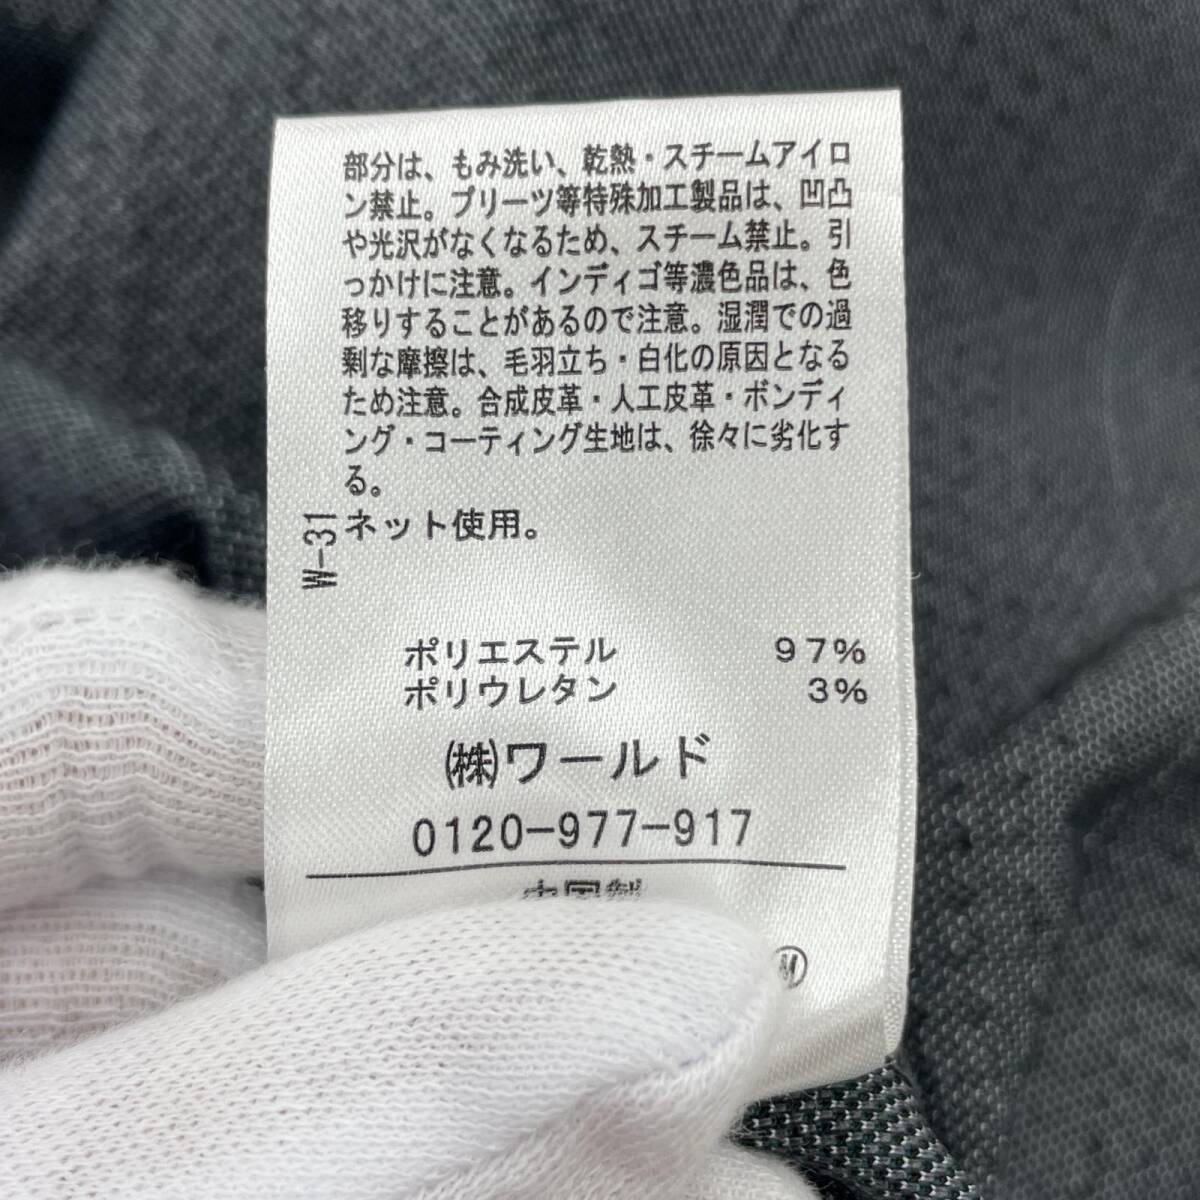 部分は、もみ洗い、乾熱・スチームアイロ
ン禁止。プリーツ等特殊加工製品は、凹凸
や光沢がなくなるため、スチーム禁止。引
っかけに注意。インディゴ等濃色品は、色
移りすることがあるので注意。湿潤での過
剰な摩擦は、毛羽立ち・白化の原因となる
ため注意。合成皮革・人工皮革・ボンディ
ング・コーティング生地は、徐々に劣化す
る。
ネット使用。
W-31
ポリエステル 97%
ポリウレタン 3%
㈱ワールド
0120-977-917
中国製
Ⓜ